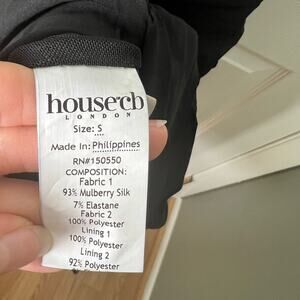 house of cb
LONDON
Size: S
Made In: Philippines
RN#150550
COMPOSITION:
Fabric 1
93% Mulberry Silk
7% Elastane
Fabric 2
100% Polyester
Lining 1
100% Polyester
Lining 2
92% Polyester